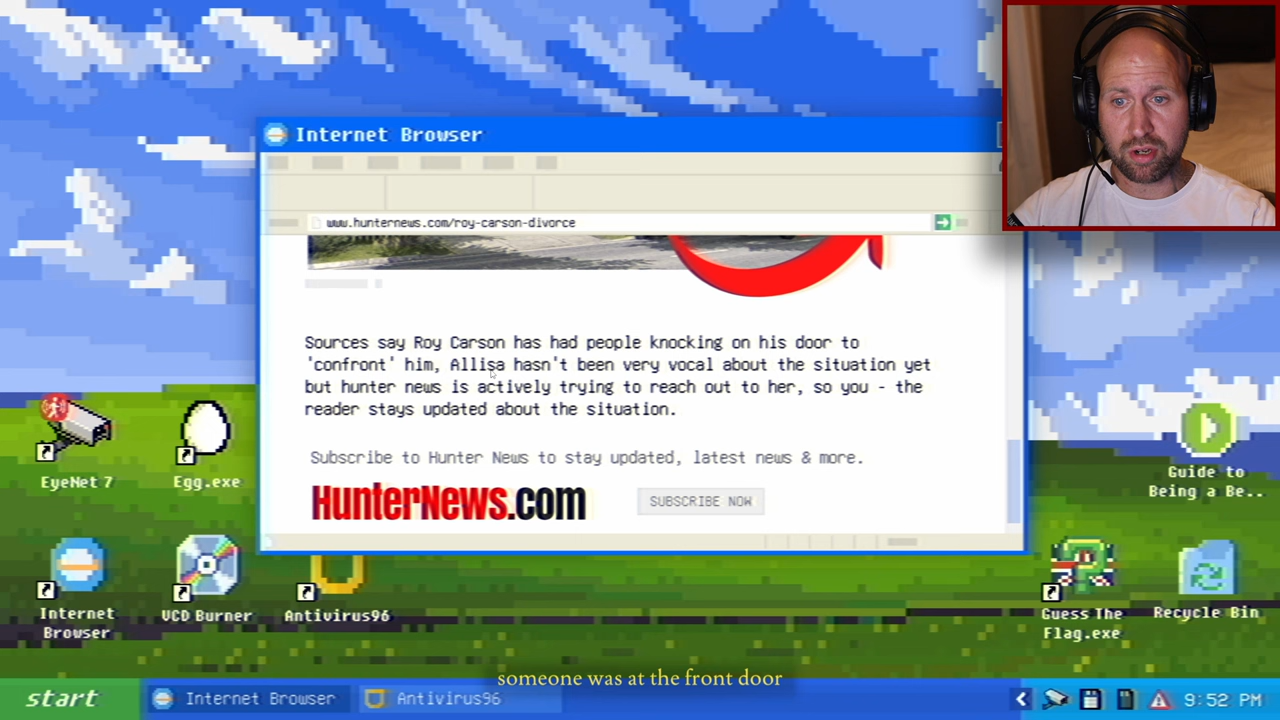 Internet Browser
www.hunternews.com/roy-carson-divorce
Sources say Roy Carson has had people knocking on his door to
'confront' him, Allisa hasn't been very vocal about the situation yet
but hunter news is actively trying to reach out to her, so you - the
reader stays updated about the situation.
Subscribe to Hunter News to stay updated, latest news & more.
HunterNews.com
SUBSCRIBE NOW
EyeNet 7
Egg.exe
Guide to
Being a Be..
Internet
Browser
VCD Burner
Antivirus96
Guess The
Flag.exe
Recycle Bin
someone was at the front door
start
Internet Browser
Antivirus96
9:52 PM